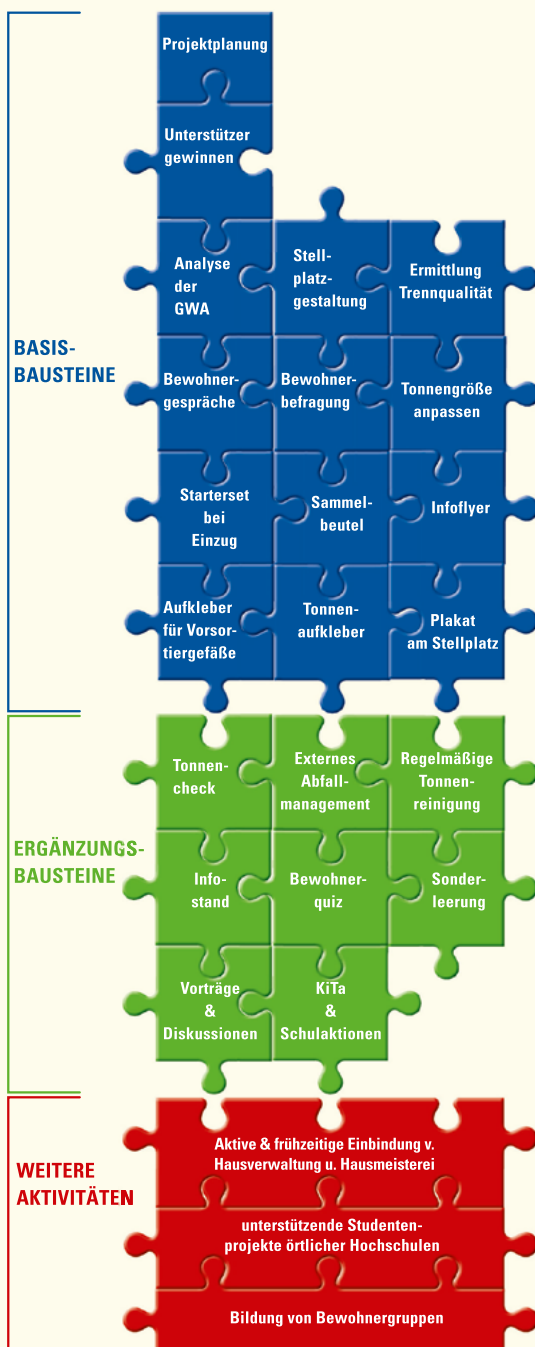 Projektplanung
Unterstützer
gewinnen
BASIS-
BAUSTEINE
Analyse
der
GWA
Stell-
platz-
gestaltung
Ermittlung
Trennqualität
Bewohner-
gespräche
Bewohner-
befragung
Tonnengröße
anpassen
Starterset
bei
Einzug
Sammel-
beutel
Infoflyer
Aufkleber
für Vorsor-
tiergefäße
Tonnen-
aufkleber
Plakat
am Stellplatz
ERGÄNZUNGS-
BAUSTEINE
Tonnen-
check
Externes
Abfall-
management
Regelmäßige
Tonnen-
reinigung
Info-
stand
Bewohner-
quiz
Sonder-
leerung
Vorträge
&
Diskussionen
KiTa
&
Schulaktionen
WEITERE
AKTIVITÄTEN
Aktive & frühzeitige Einbindung v.
Hausverwaltung u. Hausmeisterei
unterstützende Studenten-
projekte örtlicher Hochschulen
Bildung von Bewohnergruppen